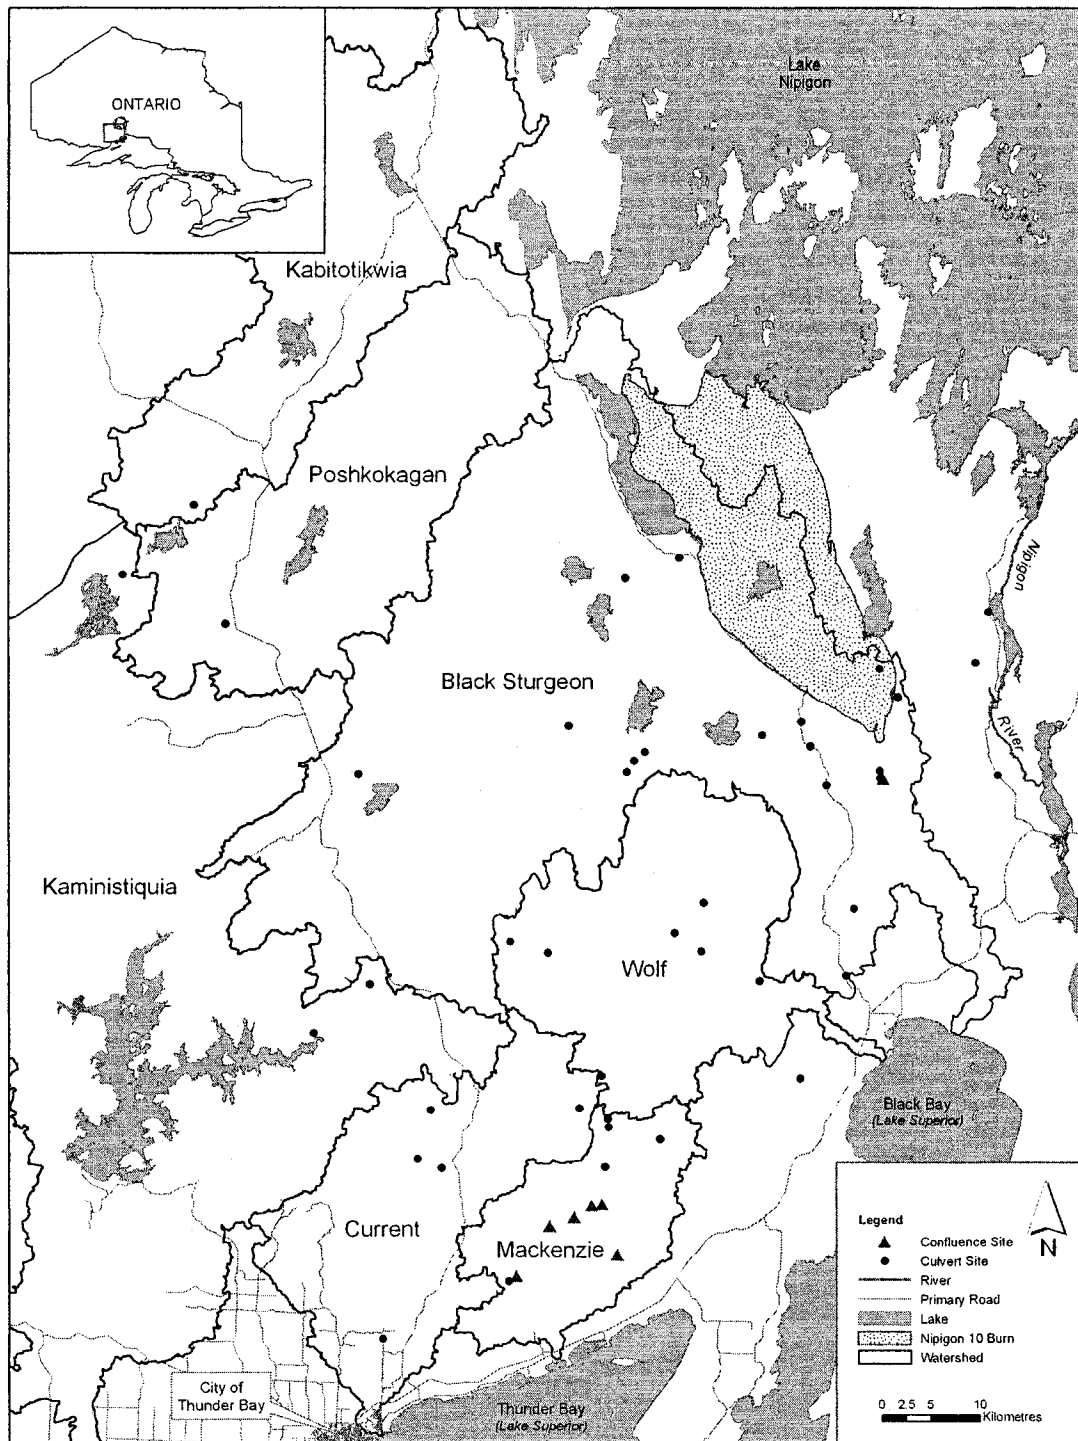 ONTARIO
Lake
Nipigon
Kabitotikwia
Poshkokagan
Nipigon
River
Black Sturgeon
Kaministiquia
Wolf
Black Bay
(Lake Superior)
Current
Mackenzie
City of
Thunder Bay
Thunder Bay
(Lake Superior)
Legend
Confluence Site
Culvert Site
River
Primary Road
Lake
Nipigon 10 Burn
Watershed
N
0 2.5 5 10
Kilometres